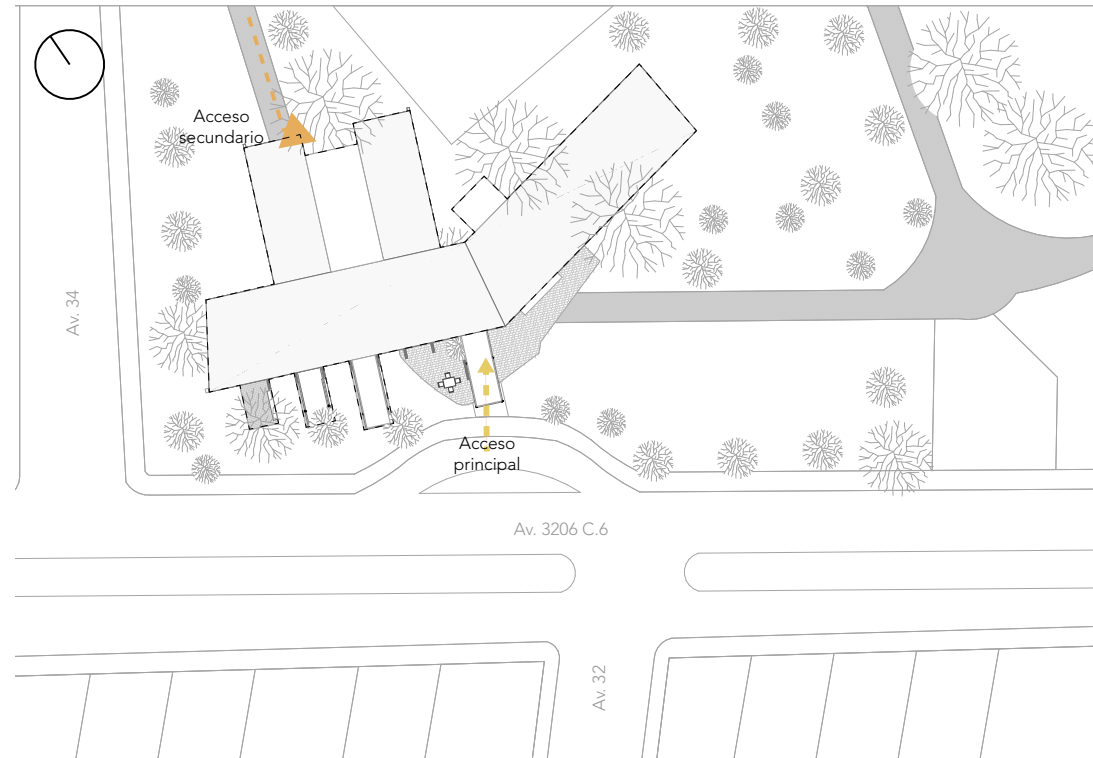 Acceso
secundario
Av. 34
Acceso
principal
Av. 3206 C.6
Av. 32